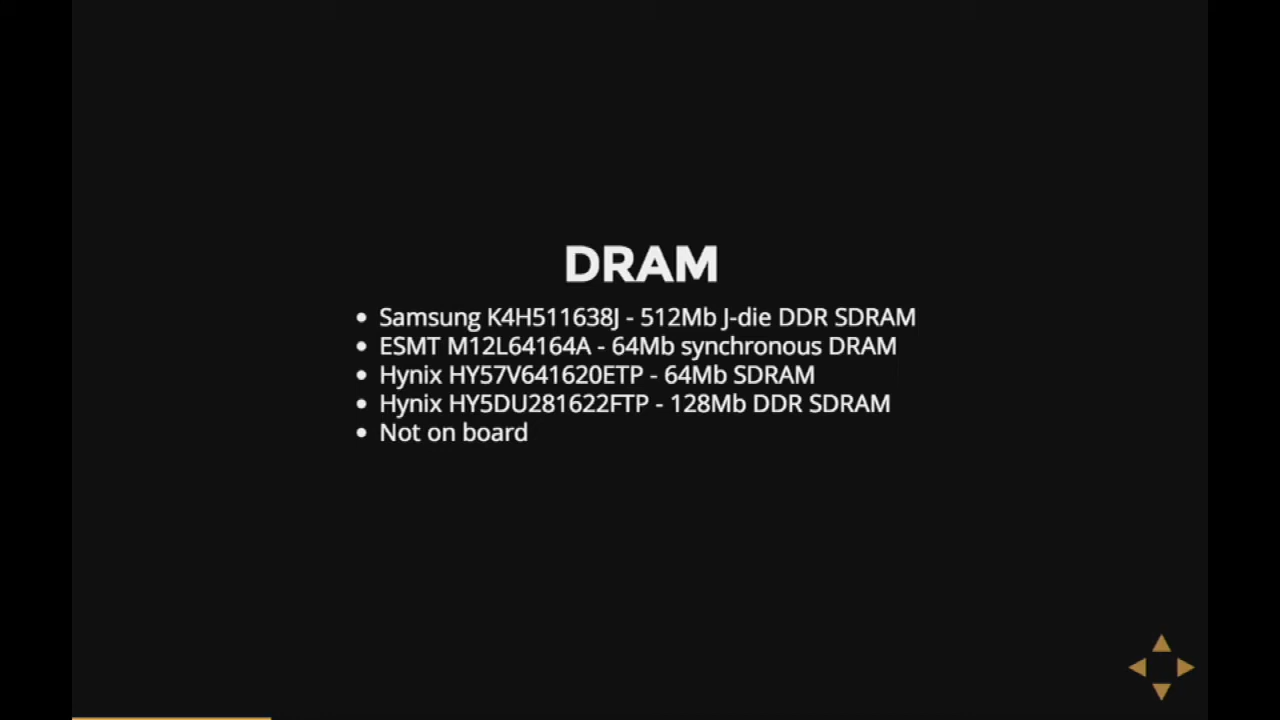 DRAM
Samsung K4H511638J - 512Mb J-die DDR SDRAM
ESMT M12L64164A - 64Mb synchronous DRAM
Hynix HY57V641620ETP - 64Mb SDRAM
Hynix HY5DU281622FTP - 128Mb DDR SDRAM
Not on board